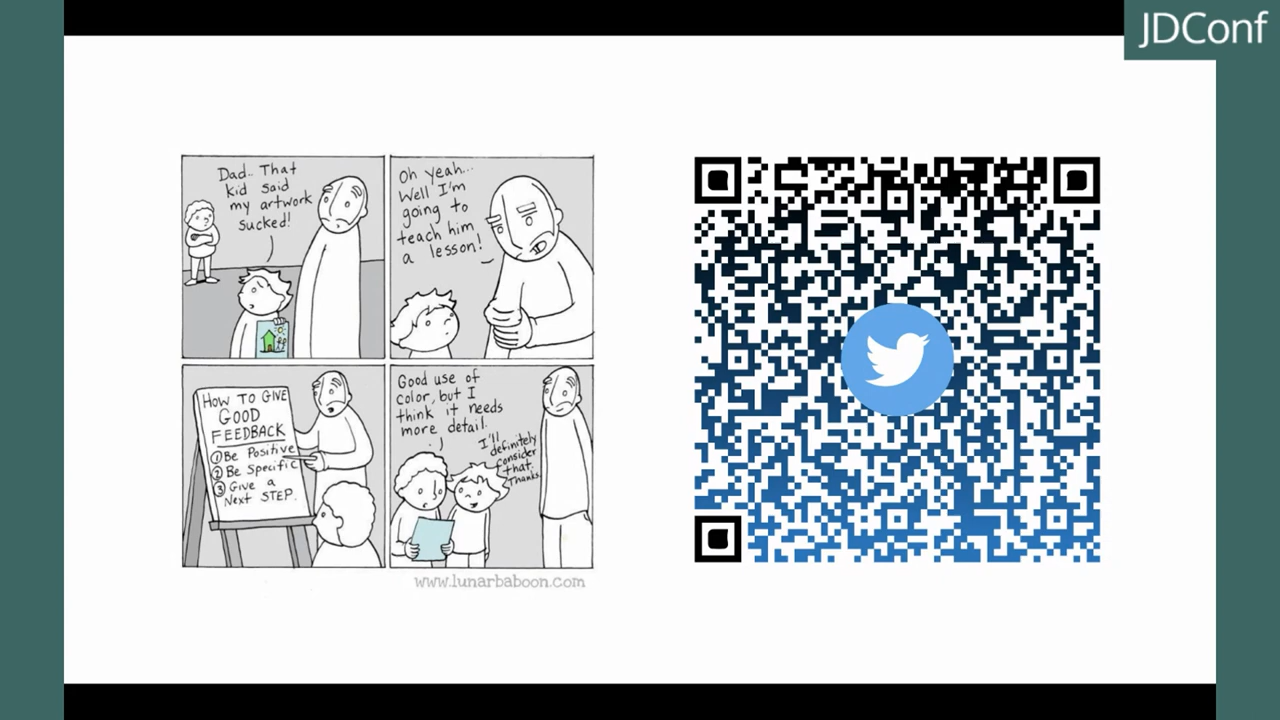 JDConf
Dad.. That
kid said
my artwork
sucked!
Oh yeah...
Well I'm
going to
teach him
a lesson!
HOW TO GIVE
GOOD
FEEDBACK
① Be Positive
② Be Specific
③ Give a
Next STEP.
Good use of
color, but I
think it needs
more detail.
I'll
definitely
consider
that.
Thanks.
www.lunarbaboon.com